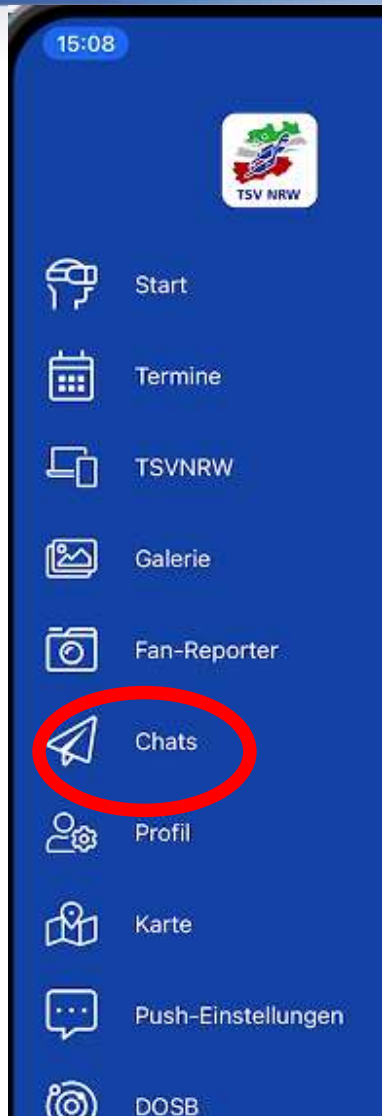 15:08
TSV NRW
Start
Termine
TSVNRW
Galerie
Fan-Reporter
Chats
Profil
Karte
Push-Einstellungen
DOSB